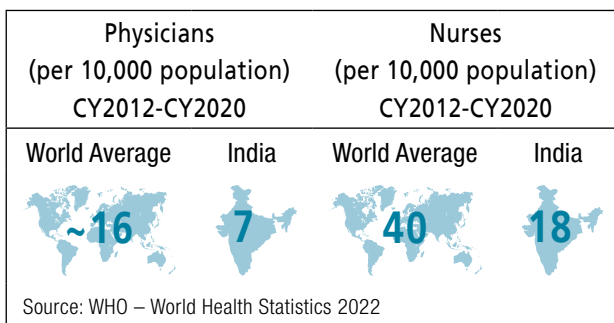 Physicians
(per 10,000 population)
CY2012-CY2020
Nurses
(per 10,000 population)
CY2012-CY2020
World Average
India
World Average
India
~16
7
40
18
Source: WHO – World Health Statistics 2022